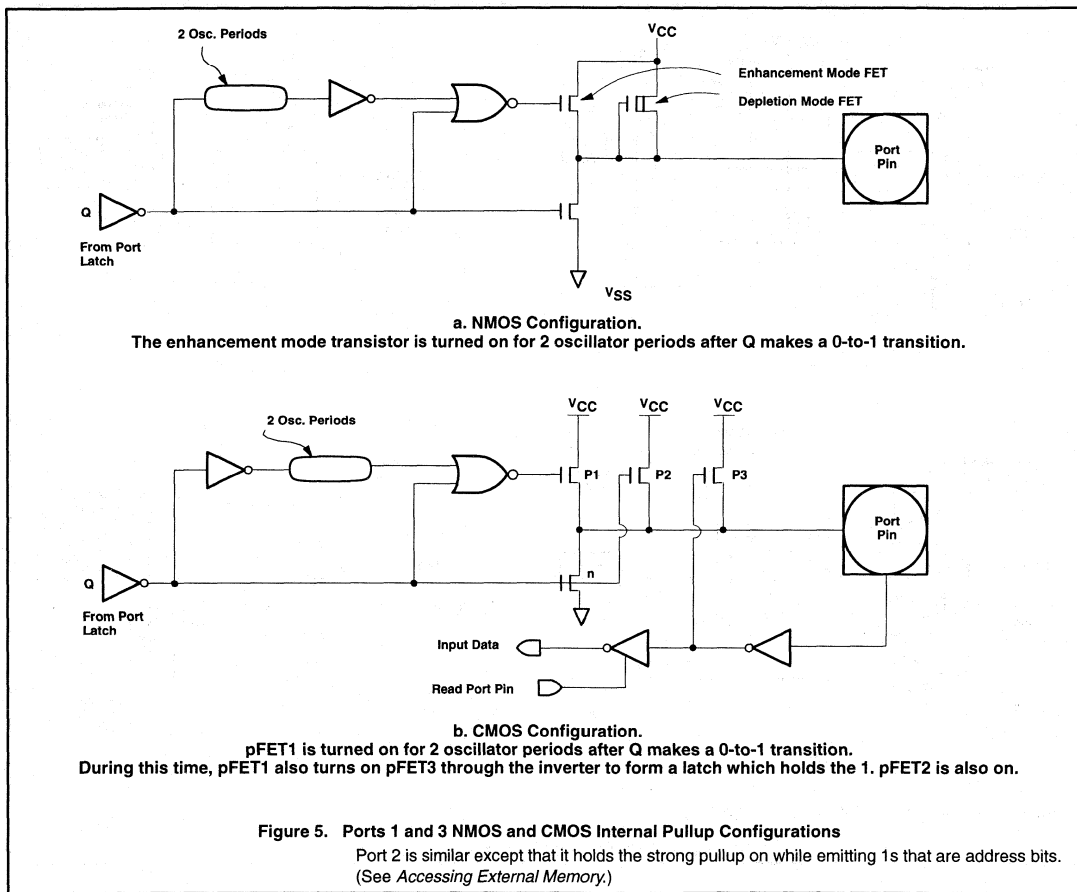 2 Osc. Periods
VCC
Enhancement Mode FET
Depletion Mode FET
Port
Pin
Q
From Port
Latch
VSS
a. NMOS Configuration.
The enhancement mode transistor is turned on for 2 oscillator periods after Q makes a 0-to-1 transition.
VCC VCC VCC
2 Osc. Periods
P1 P2 P3
Port
Pin
Q
n
From Port
Latch
Input Data
Read Port Pin
b. CMOS Configuration.
pFET1 is turned on for 2 oscillator periods after Q makes a 0-to-1 transition.
During this time, pFET1 also turns on pFET3 through the inverter to form a latch which holds the 1. pFET2 is also on.
Figure 5. Ports 1 and 3 NMOS and CMOS Internal Pullup Configurations
Port 2 is similar except that it holds the strong pullup on while emitting 1s that are address bits.
(See Accessing External Memory.)